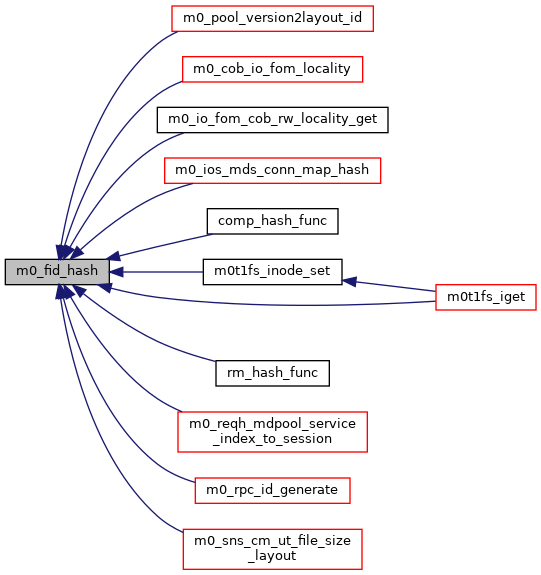 m0_pool_version2layout_id
m0_cob_io_fom_locality
m0_io_fom_cob_rw_locality_get
m0_ios_mds_conn_map_hash
comp_hash_func
m0_fid_hash
m0t1fs_inode_set
m0t1fs_iget
rm_hash_func
m0_reqh_mdpool_service
_index_to_session
m0_rpc_id_generate
m0_sns_cm_ut_file_size
_layout